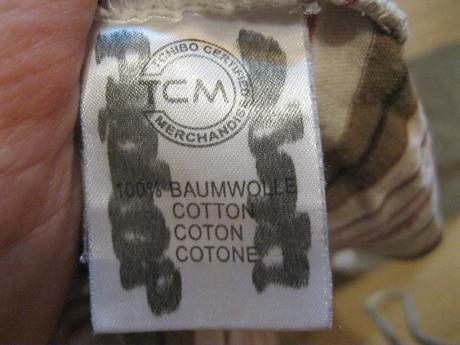 TCHIBO CERTIFIED
TCM
MERCHANDISE
100% BAUMWOLLE
COTTON
COTON
COTONE